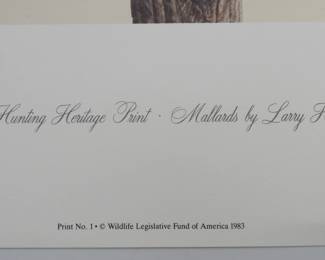 Hunting Heritage Print · Mallards by Larry
Print No. 1 • © Wildlife Legislative Fund of America 1983